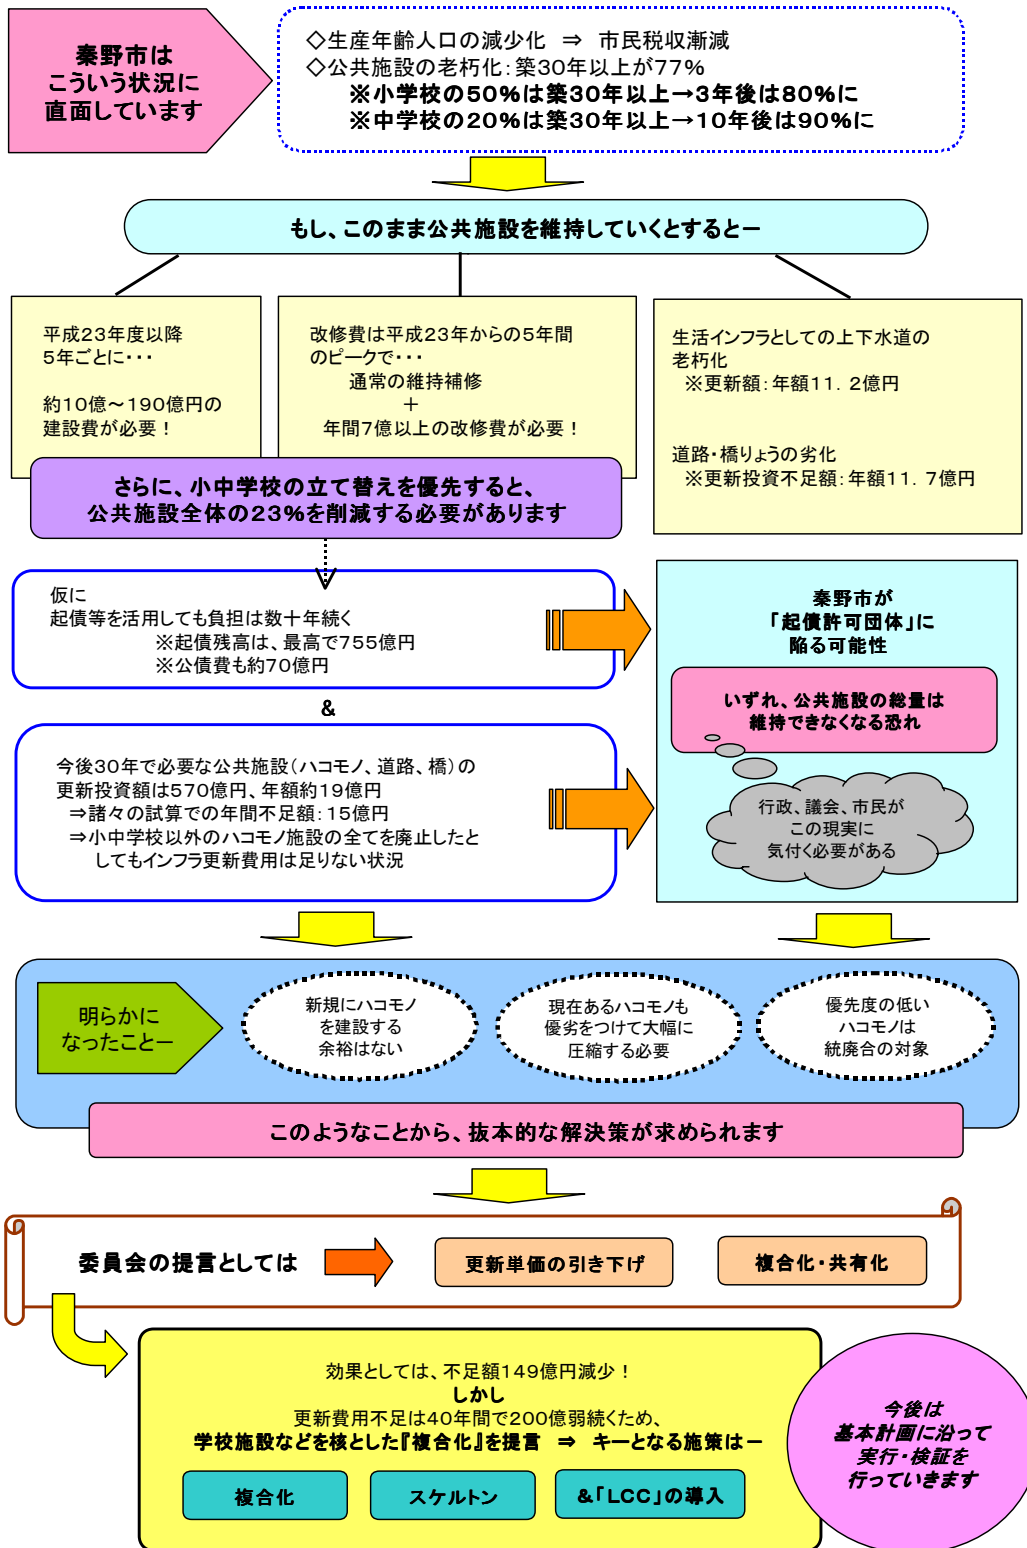 秦野市は
こういう状況に
直面しています
◇生産年齢人口の減少化 ⇒ 市民税収漸減
◇公共施設の老朽化：築30年以上が77％
※小学校の50％は築30年以上→3年後は80％に
※中学校の20％は築30年以上→10年後は90％に
もし、このまま公共施設を維持していくとするとー
平成23年度以降
5年ごとに・・・
約10億～190億円の
建設費が必要！
改修費は平成23年からの5年間
のピークで・・・
通常の維持補修
＋
年間7億以上の改修費が必要！
生活インフラとしての上下水道の
老朽化
※更新額：年額11．2億円
道路・橋りょうの劣化
※更新投資不足額：年額11．7億円
さらに、小中学校の立て替えを優先すると、
公共施設全体の23％を削減する必要があります
仮に
起債等を活用しても負担は数十年続く
※起債残高は、最高で755億円
※公債費も約70億円
＆
今後30年で必要な公共施設（ハコモノ、道路、橋）の
更新投資額は570億円、年額約19億円
⇒諸々の試算での年間不足額：15億円
⇒小中学校以外のハコモノ施設の全てを廃止したと
してもインフラ更新費用は足りない状況
秦野市が
「起債許可団体」に
陥る可能性
いずれ、公共施設の総量は
維持できなくなる恐れ
行政、議会、市民が
この現実に
気付く必要がある
明らかに
なったことー
新規にハコモノ
を建設する
余裕はない
現在あるハコモノも
優劣をつけて大幅に
圧縮する必要
優先度の低い
ハコモノは
統廃合の対象
このようなことから、抜本的な解決策が求められます
委員会の提言としては
更新単価の引き下げ
複合化・共有化
効果としては、不足額149億円減少！
しかし
更新費用不足は40年間で200億弱続くため、
学校施設などを核とした『複合化』を提言 ⇒ キーとなる施策はー
複合化
スケルトン
＆「LCC」の導入
今後は
基本計画に沿って
実行・検証を
行っていきます